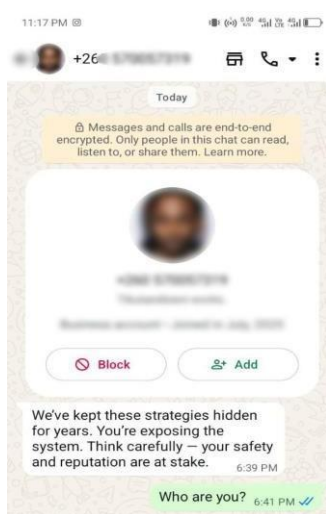 11:17 PM
+26
Today
Messages and calls are end-to-end
encrypted. Only people in this chat can read,
listen to, or share them. Learn more.
Block
Add
We've kept these strategies hidden
for years. You're exposing the
system. Think carefully — your safety
and reputation are at stake.
6:39 PM
Who are you?
6:41 PM